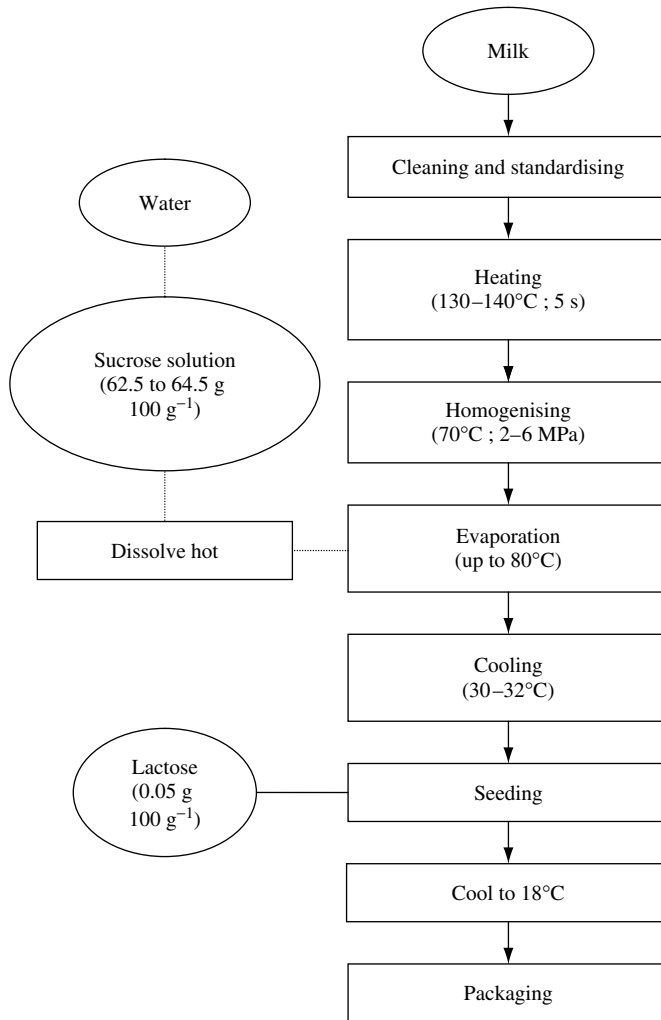 Milk
Cleaning and standardising
Water
Heating
(130–140°C ; 5 s)
Sucrose solution
(62.5 to 64.5 g
100 g⁻¹)
Homogenising
(70°C ; 2–6 MPa)
Dissolve hot
Evaporation
(up to 80°C)
Cooling
(30–32°C)
Lactose
(0.05 g
100 g⁻¹)
Seeding
Cool to 18°C
Packaging